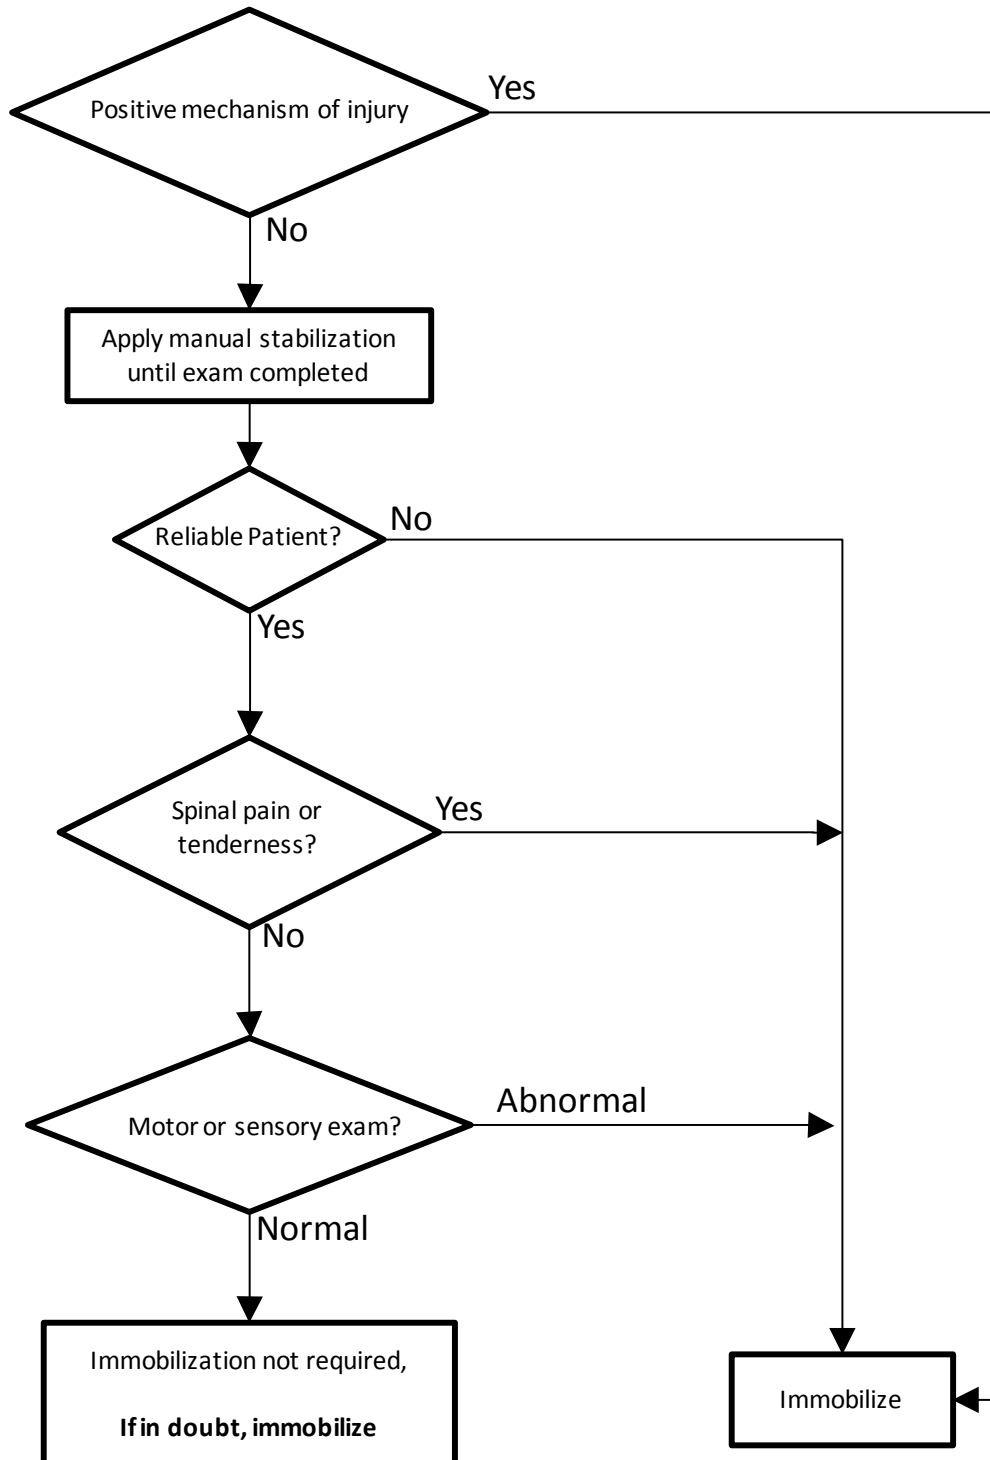 Positive mechanism of injury
Yes
No
Apply manual stabilization
until exam completed
Reliable Patient?
No
Yes
Spinal pain or
tenderness?
Yes
No
Motor or sensory exam?
Abnormal
Normal
Immobilization not required,
If in doubt, immobilize
Immobilize